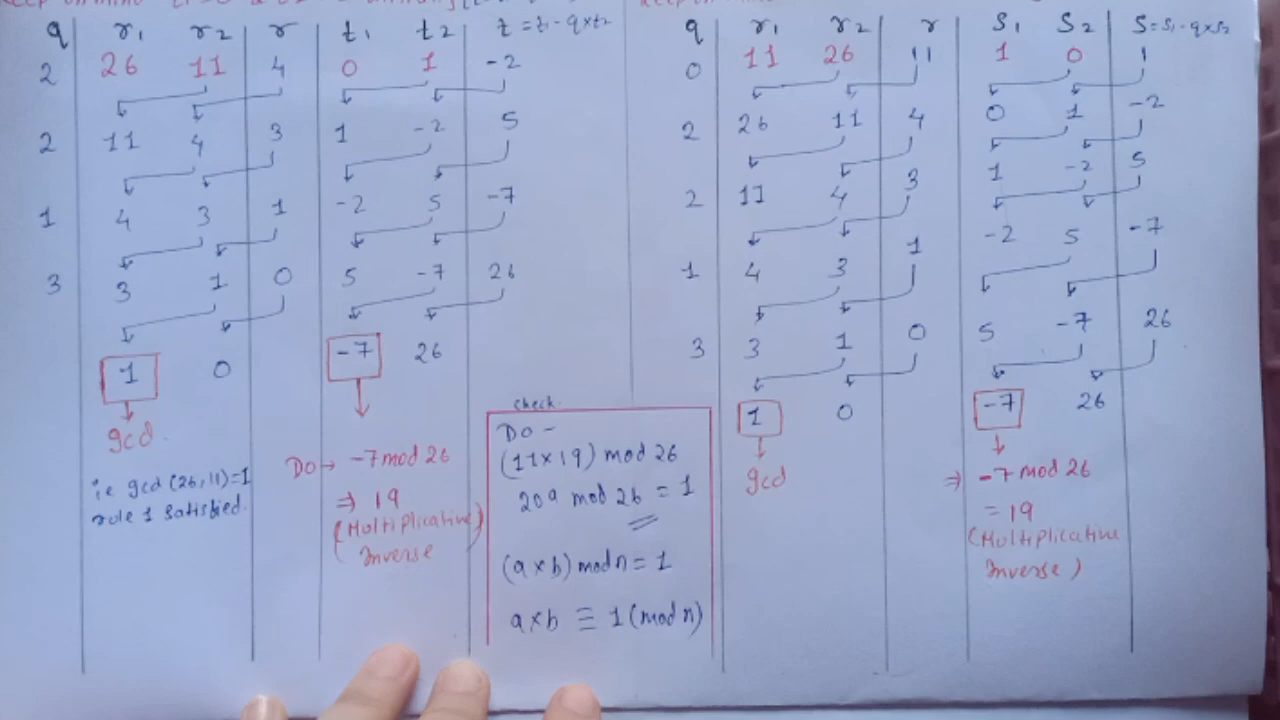 q r₁ r₂ r t₁ t₂ t = t₁ - q×t₂
2 26 11 4 0 1 -2
2 11 4 3 1 -2 5
1 4 3 1 -2 5 -7
3 3 1 0 5 -7 26
1 0 -7 26
gcd.
i.e gcd (26,11)=1
rule 1 satisfied.
DO → -7 mod 26
⇒ 19
(Multiplicative)
Inverse
check.
DO -
(11×19) mod 26
209 mod 26 = 1
(a×b) mod n = 1
a×b ≡ 1 (mod n)
q r₁ r₂ r S₁ S₂ S = S₁ - q×S₂
0 11 26 11 1 0 1
2 26 11 4 0 1 -2
2 11 4 3 1 -2 5
1 4 3 1 -2 5 -7
3 3 1 0 5 -7 26
1 0 -7 26
gcd
⇒ -7 mod 26
= 19
(Multiplicative
Inverse)